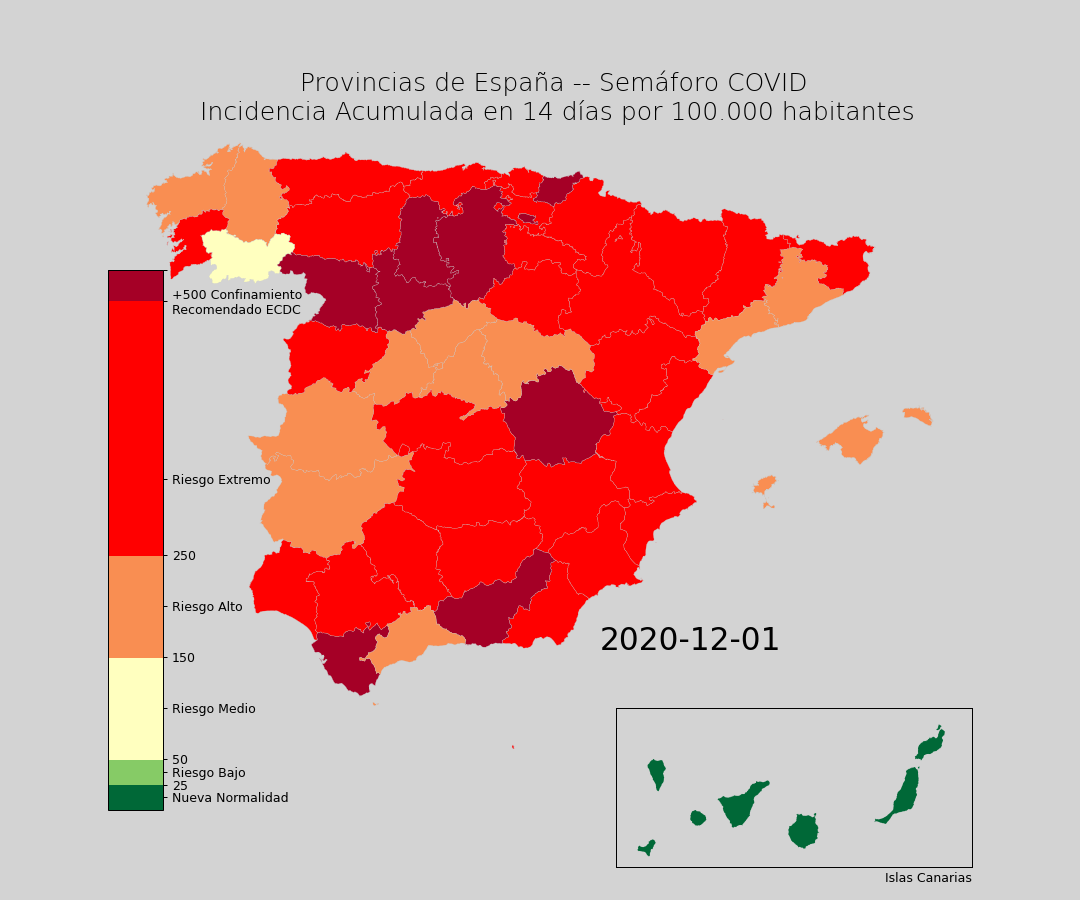 Provincias de España -- Semáforo COVID
Incidencia Acumulada en 14 días por 100.000 habitantes
+500 Confinamiento
Recomendado ECDC
Riesgo Extremo
250
Riesgo Alto
150
Riesgo Medio
50
Riesgo Bajo
25
Nueva Normalidad
2020-12-01
Islas Canarias